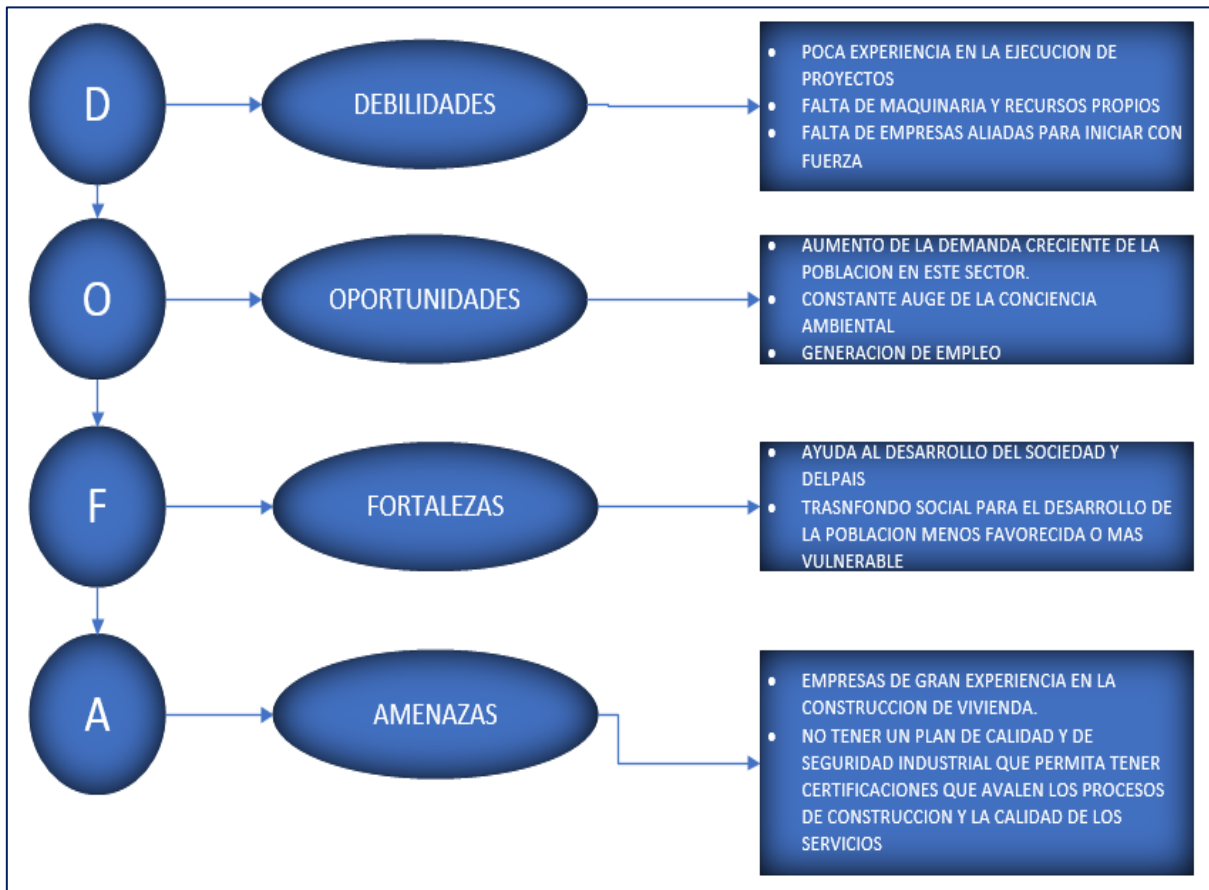 D
DEBILIDADES
• POCA EXPERIENCIA EN LA EJECUCION DE
PROYECTOS
• FALTA DE MAQUINARIA Y RECURSOS PROPIOS
• FALTA DE EMPRESAS ALIADAS PARA INICIAR CON
FUERZA
O
OPORTUNIDADES
• AUMENTO DE LA DEMANDA CRECIENTE DE LA
POBLACION EN ESTE SECTOR.
• CONSTANTE AUGE DE LA CONCIENCIA
AMBIENTAL
• GENERACION DE EMPLEO
F
FORTALEZAS
• AYUDA AL DESARROLLO DEL SOCIEDAD Y
DELPAIS
• TRASNFONDO SOCIAL PARA EL DESARROLLO DE
LA POBLACION MENOS FAVORECIDA O MAS
VULNERABLE
A
AMENAZAS
• EMPRESAS DE GRAN EXPERIENCIA EN LA
CONSTRUCCION DE VIVIENDA.
• NO TENER UN PLAN DE CALIDAD Y DE
SEGURIDAD INDUSTRIAL QUE PERMITA TENER
CERTIFICACIONES QUE AVALEN LOS PROCESOS
DE CONSTRUCCION Y LA CALIDAD DE LOS
SERVICIOS